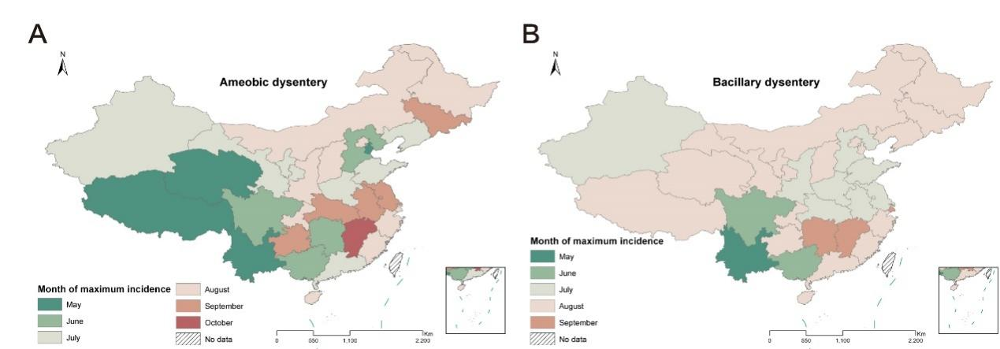 A
N
Ameobic dysentery
Month of maximum incidence
May
June
July
August
September
October
No data
0 550 1,100 2,200
Km
B
N
Bacillary dysentery
Month of maximum incidence
May
June
July
August
September
No data
0 550 1,100 2,200
Km